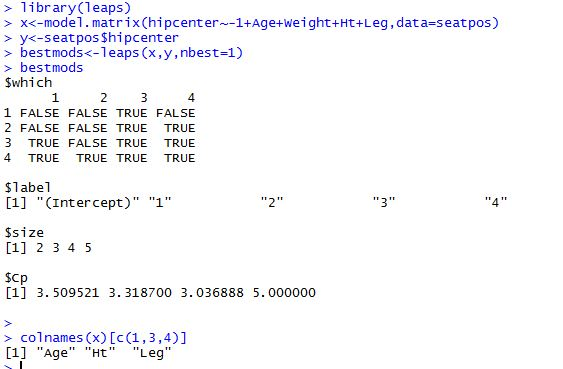 > library(leaps)
> x<-model.matrix(hipcenter~-1+Age+Weight+Ht+Leg,data=seatpos)
> y<-seatpos$hipcenter
> bestmods<-leaps(x,y,nbest=1)
> bestmods
$which
      1     2    3     4
1 FALSE FALSE TRUE FALSE
2 FALSE FALSE TRUE  TRUE
3  TRUE FALSE TRUE  TRUE
4  TRUE  TRUE TRUE  TRUE
$label
[1] "(Intercept)" "1"           "2"           "3"           "4"
$size
[1] 2 3 4 5
$Cp
[1] 3.509521 3.318700 3.036888 5.000000
>
> colnames(x)[c(1,3,4)]
[1] "Age" "Ht"  "Leg"
>